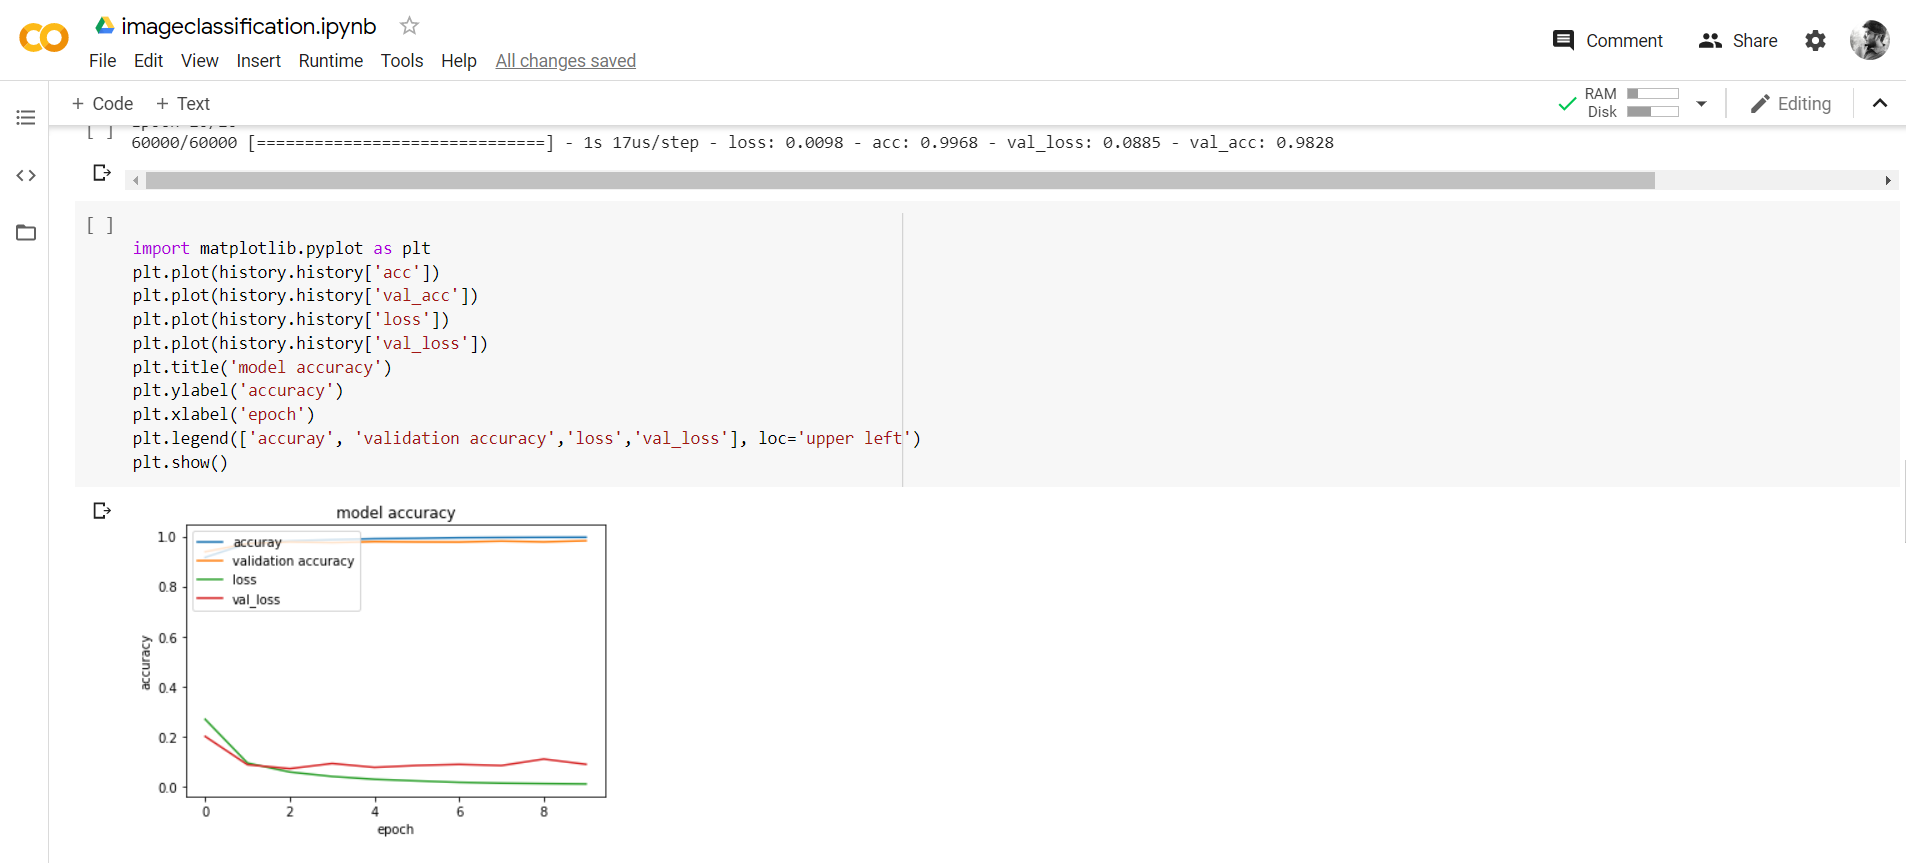 imageclassification.ipynb
File Edit View Insert Runtime Tools Help All changes saved
Comment
Share
+ Code + Text
RAM
Disk
Editing
[ ]
60000/60000 [==============================] - 1s 17us/step - loss: 0.0098 - acc: 0.9968 - val_loss: 0.0885 - val_acc: 0.9828
[ ]
import matplotlib.pyplot as plt
plt.plot(history.history['acc'])
plt.plot(history.history['val_acc'])
plt.plot(history.history['loss'])
plt.plot(history.history['val_loss'])
plt.title('model accuracy')
plt.ylabel('accuracy')
plt.xlabel('epoch')
plt.legend(['accuray', 'validation accuracy','loss','val_loss'], loc='upper left')
plt.show()
model accuracy
accuray
validation accuracy
loss
val_loss
1.0
0.8
0.6
0.4
0.2
0.0
accuracy
0 2 4 6 8
epoch